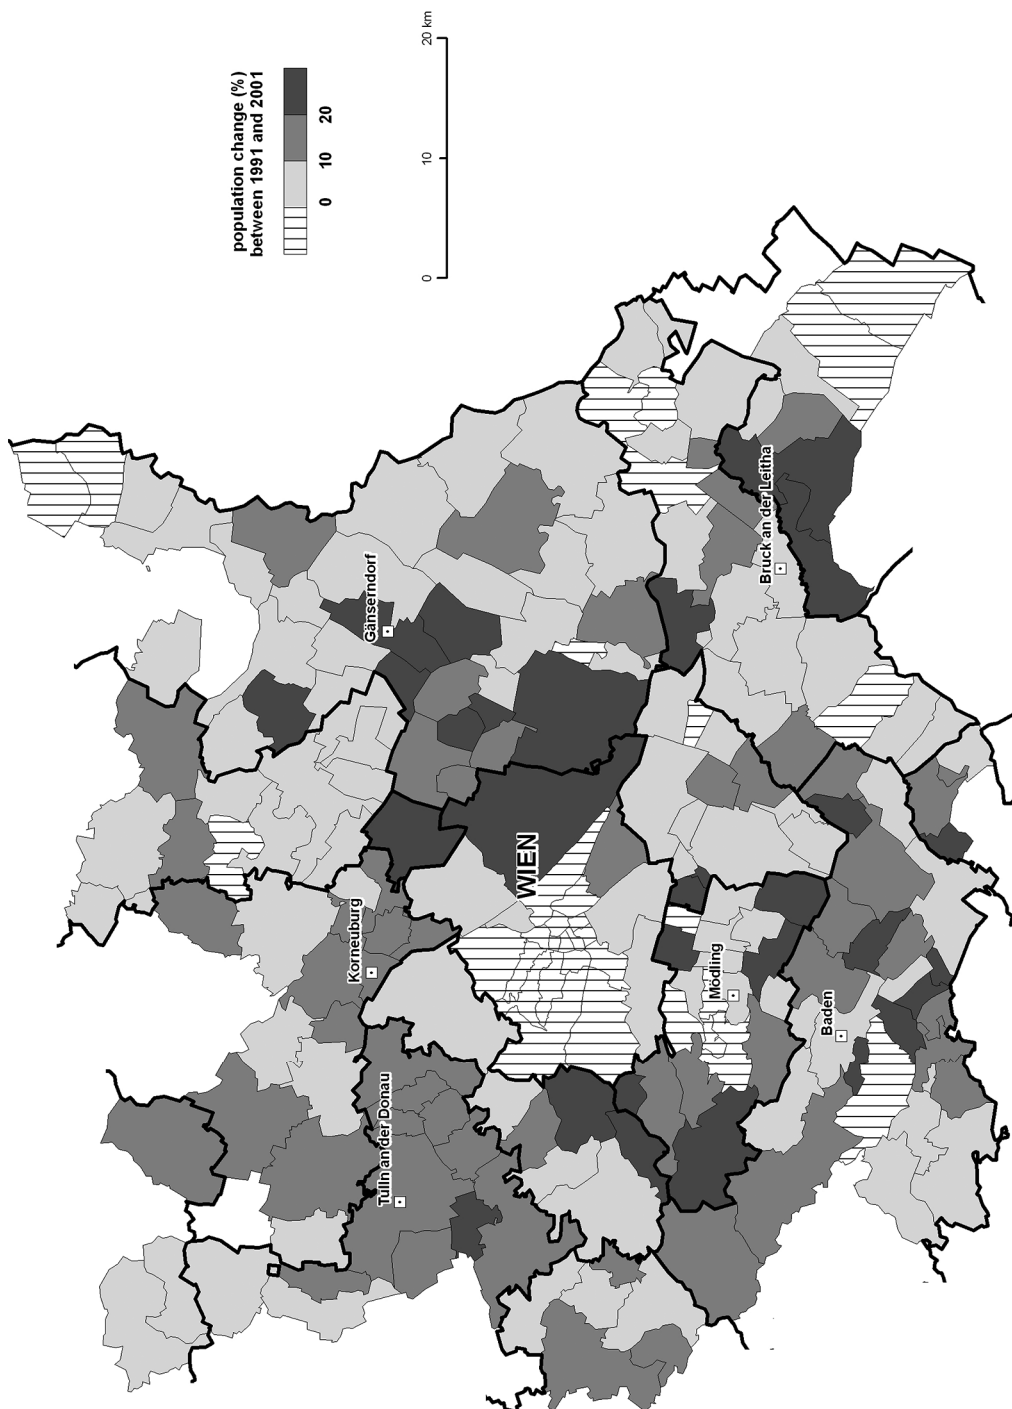 population change (%)
between 1991 and 2001
0
10
20
0
10
20 km
Gänserndorf
Korneuburg
Tulln an der Donau
WIEN
Bruck an der Leitha
Mödling
Baden